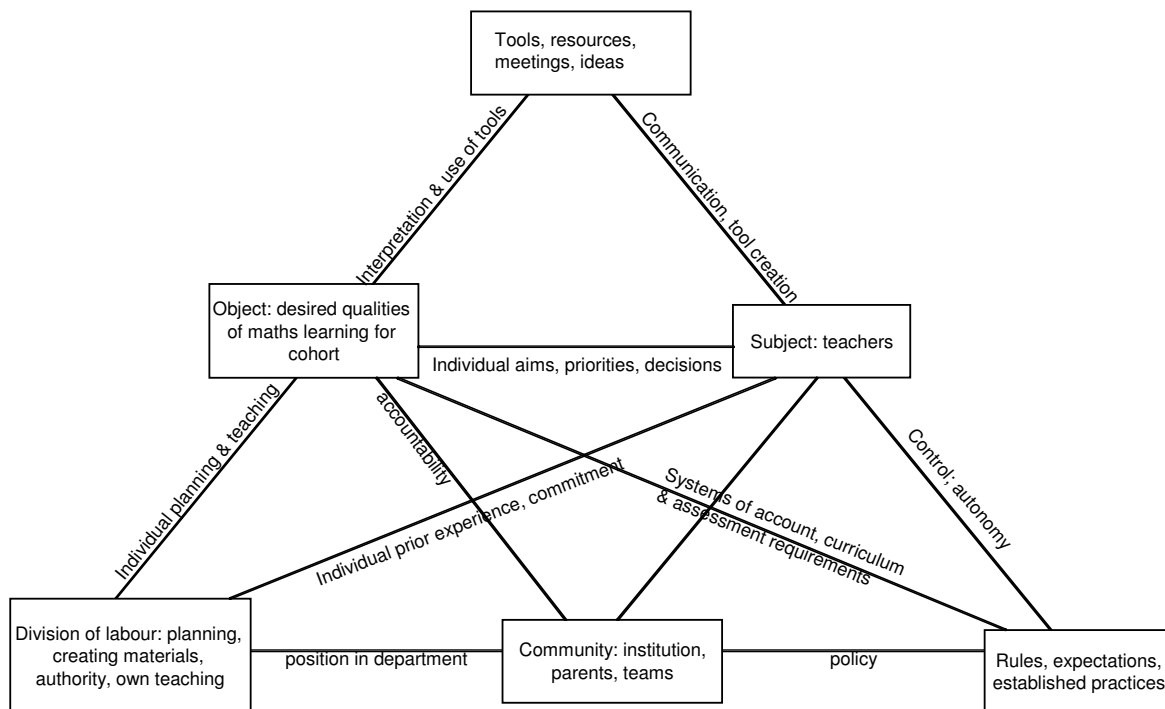 Tools, resources,
meetings, ideas
Interpretation & use of tools
Communication, tool creation
Object: desired qualities
of maths learning for
cohort
Subject: teachers
Individual aims, priorities, decisions
Individual planning & teaching
accountability
Individual prior experience, commitment
Systems of account, curriculum
& assessment requirements
Control; autonomy
Division of labour: planning,
creating materials,
authority, own teaching
position in department
Community: institution,
parents, teams
policy
Rules, expectations,
established practices